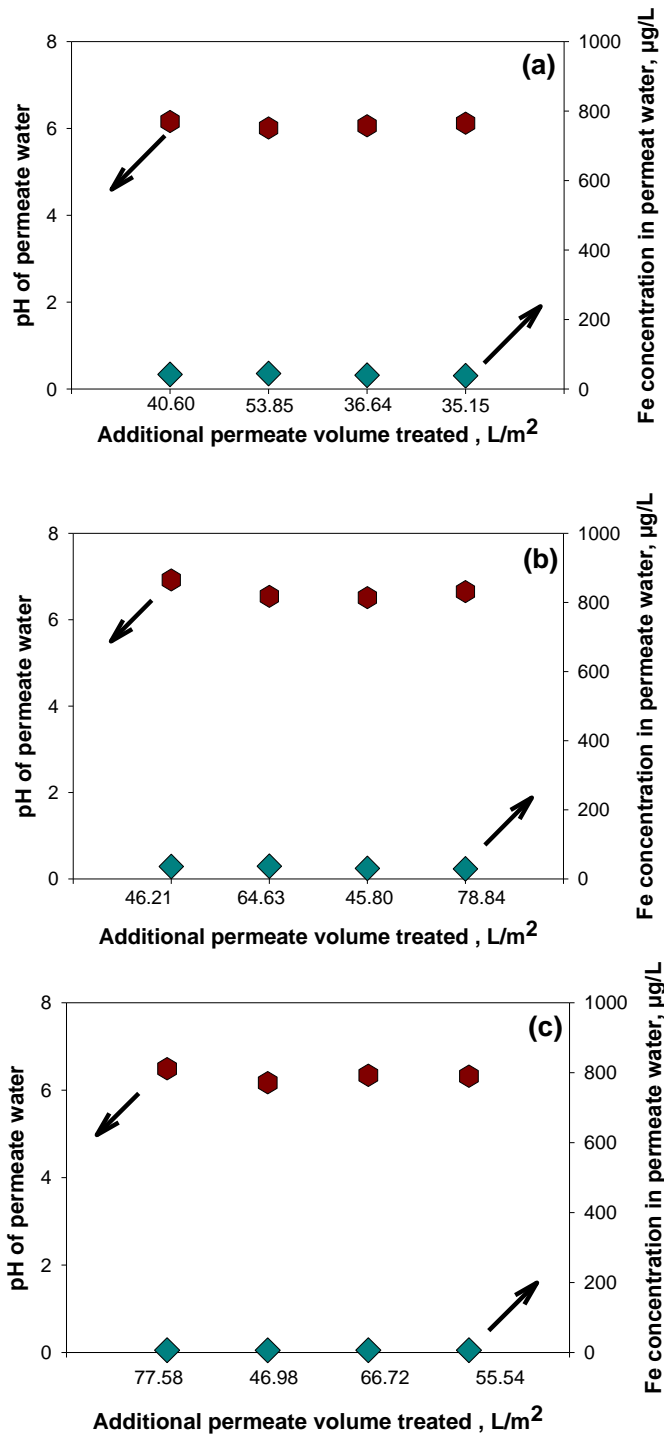 (a)
8
6
4
2
0
pH of permeate water
1000
800
600
400
200
0
Fe concentration in permeat water, µg/L
40.60 53.85 36.64 35.15
Additional permeate volume treated , L/m2
(b)
8
6
4
2
0
pH of permeate water
1000
800
600
400
200
0
Fe concentration in permeate water, µg/L
46.21 64.63 45.80 78.84
Additional permeate volume treated , L/m2
(c)
8
6
4
2
0
pH of permeate water
1000
800
600
400
200
0
Fe concentration in permeate water, µg/L
77.58 46.98 66.72 55.54
Additional permeate volume treated , L/m2